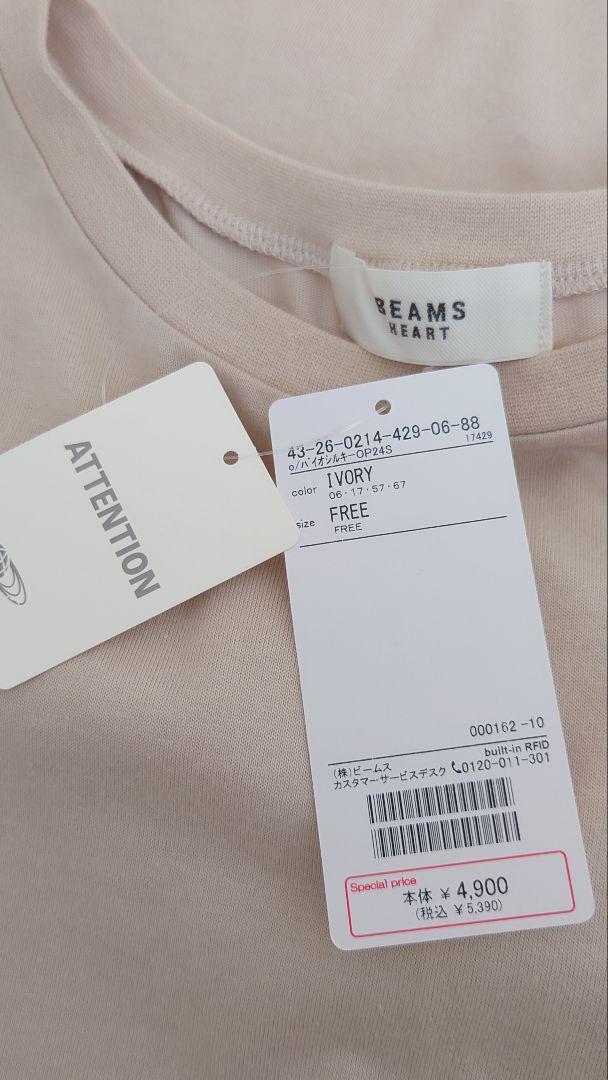 BEAMS
HEART
ATTENTION
43-26-0214-429-06-88
o/バイオシルキーOP24S 17429
color IVORY
06・17・57・67
size FREE
FREE
000162 -10
built-in RFID
(株)ビームス
カスタマーサービスデスク 0120-011-301
Special price
本体 ¥ 4,900
(税込 ¥ 5,390)